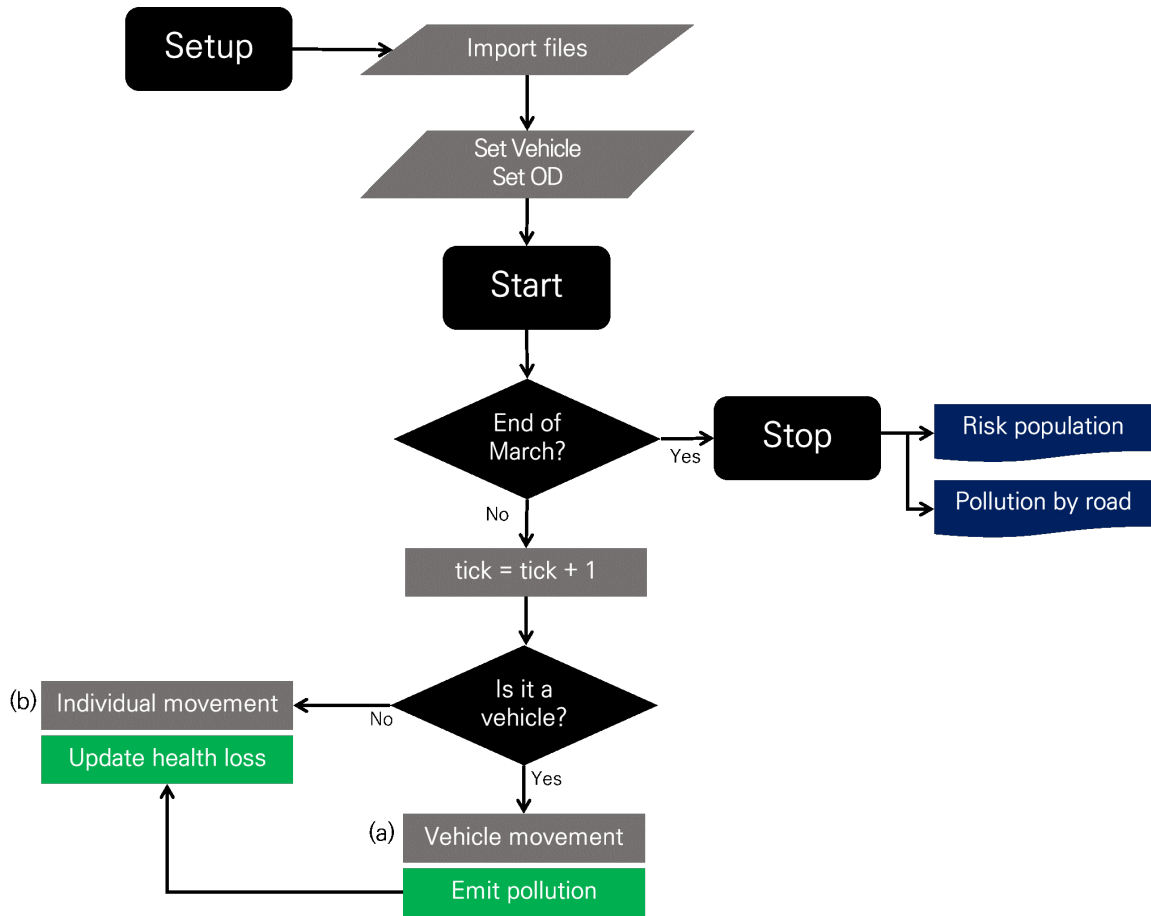 Setup
Import files
Set Vehicle
Set OD
Start
End of
March?
Yes
Stop
Risk population
Pollution by road
No
tick = tick + 1
Is it a
vehicle?
No
(b)
Individual movement
Update health loss
Yes
(a)
Vehicle movement
Emit pollution